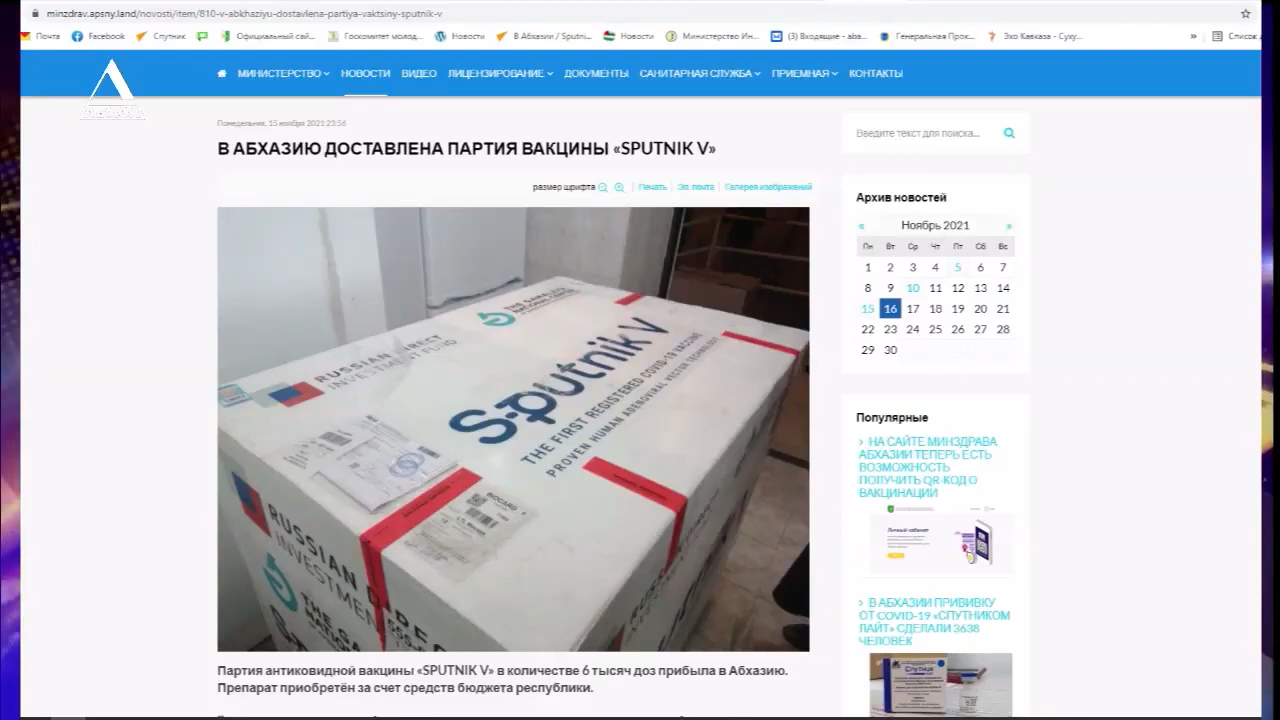 minzdrav.apsny.land/novosti/item/810-v-abkhaziyu-dostavlena-partiya-vaktsiny-sputnik-v
Почта Facebook Спутник Официальный сай... Госкомитет молод... Новости В Абхазии / Sputni... Новости Министерство Ин... (3) Входящие - aba... Генеральная Прок... Эхо Кавказа - Суху... » Список
МИНИСТЕРСТВО НОВОСТИ ВИДЕО ЛИЦЕНЗИРОВАНИЕ ДОКУМЕНТЫ САНИТАРНАЯ СЛУЖБА ПРИЕМНАЯ КОНТАКТЫ
Понедельник, 15 ноября 2021 23:56
В АБХАЗИЮ ДОСТАВЛЕНА ПАРТИЯ ВАКЦИНЫ «SPUTNIK V»
размер шрифта Печать Эл. почта Галерея изображений
RUSSIAN DIRECT
INVESTMENT FUND
Sputnik V
THE FIRST REGISTERED COVID-19 VACCINE
PROVEN HUMAN ADENOVIRAL VECTOR TECHNOLOGY
BIOCARD
RUSSIAN
INVESTMEN
Партия антиковидной вакцины «SPUTNIK V» в количестве 6 тысяч доз прибыла в Абхазию.
Препарат приобретён за счет средств бюджета республики.
Введите текст для поиска...
Архив новостей
« Ноябрь 2021 »
Пн Вт Ср Чт Пт Сб Вс
1 2 3 4 5 6 7
8 9 10 11 12 13 14
15 16 17 18 19 20 21
22 23 24 25 26 27 28
29 30
Популярные
НА САЙТЕ МИНЗДРАВА
АБХАЗИИ ТЕПЕРЬ ЕСТЬ
ВОЗМОЖНОСТЬ
ПОЛУЧИТЬ QR-КОД О
ВАКЦИНАЦИИ
Личный кабинет
В АБХАЗИИ ПРИВИВКУ
ОТ COVID-19 «СПУТНИКОМ
ЛАЙТ» СДЕЛАЛИ 3638
ЧЕЛОВЕК
Спутник